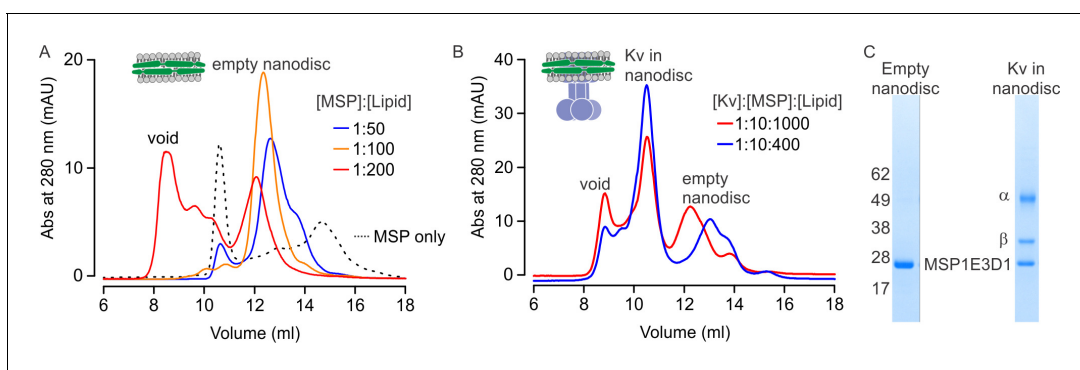 A
empty nanodisc
[MSP]:[Lipid]
1:50
1:100
1:200
void
MSP only
Abs at 280 nm (mAU)
20
10
0
6 8 10 12 14 16 18
Volume (ml)
B
Kv in
nanodisc
[Kv]:[MSP]:[Lipid]
1:10:1000
1:10:400
void
empty
nanodisc
Abs at 280 nm (mAU)
40
30
20
10
0
6 8 10 12 14 16 18
Volume (ml)
C
Empty
nanodisc
Kv in
nanodisc
62
49
38
28
17
α
β
MSP1E3D1